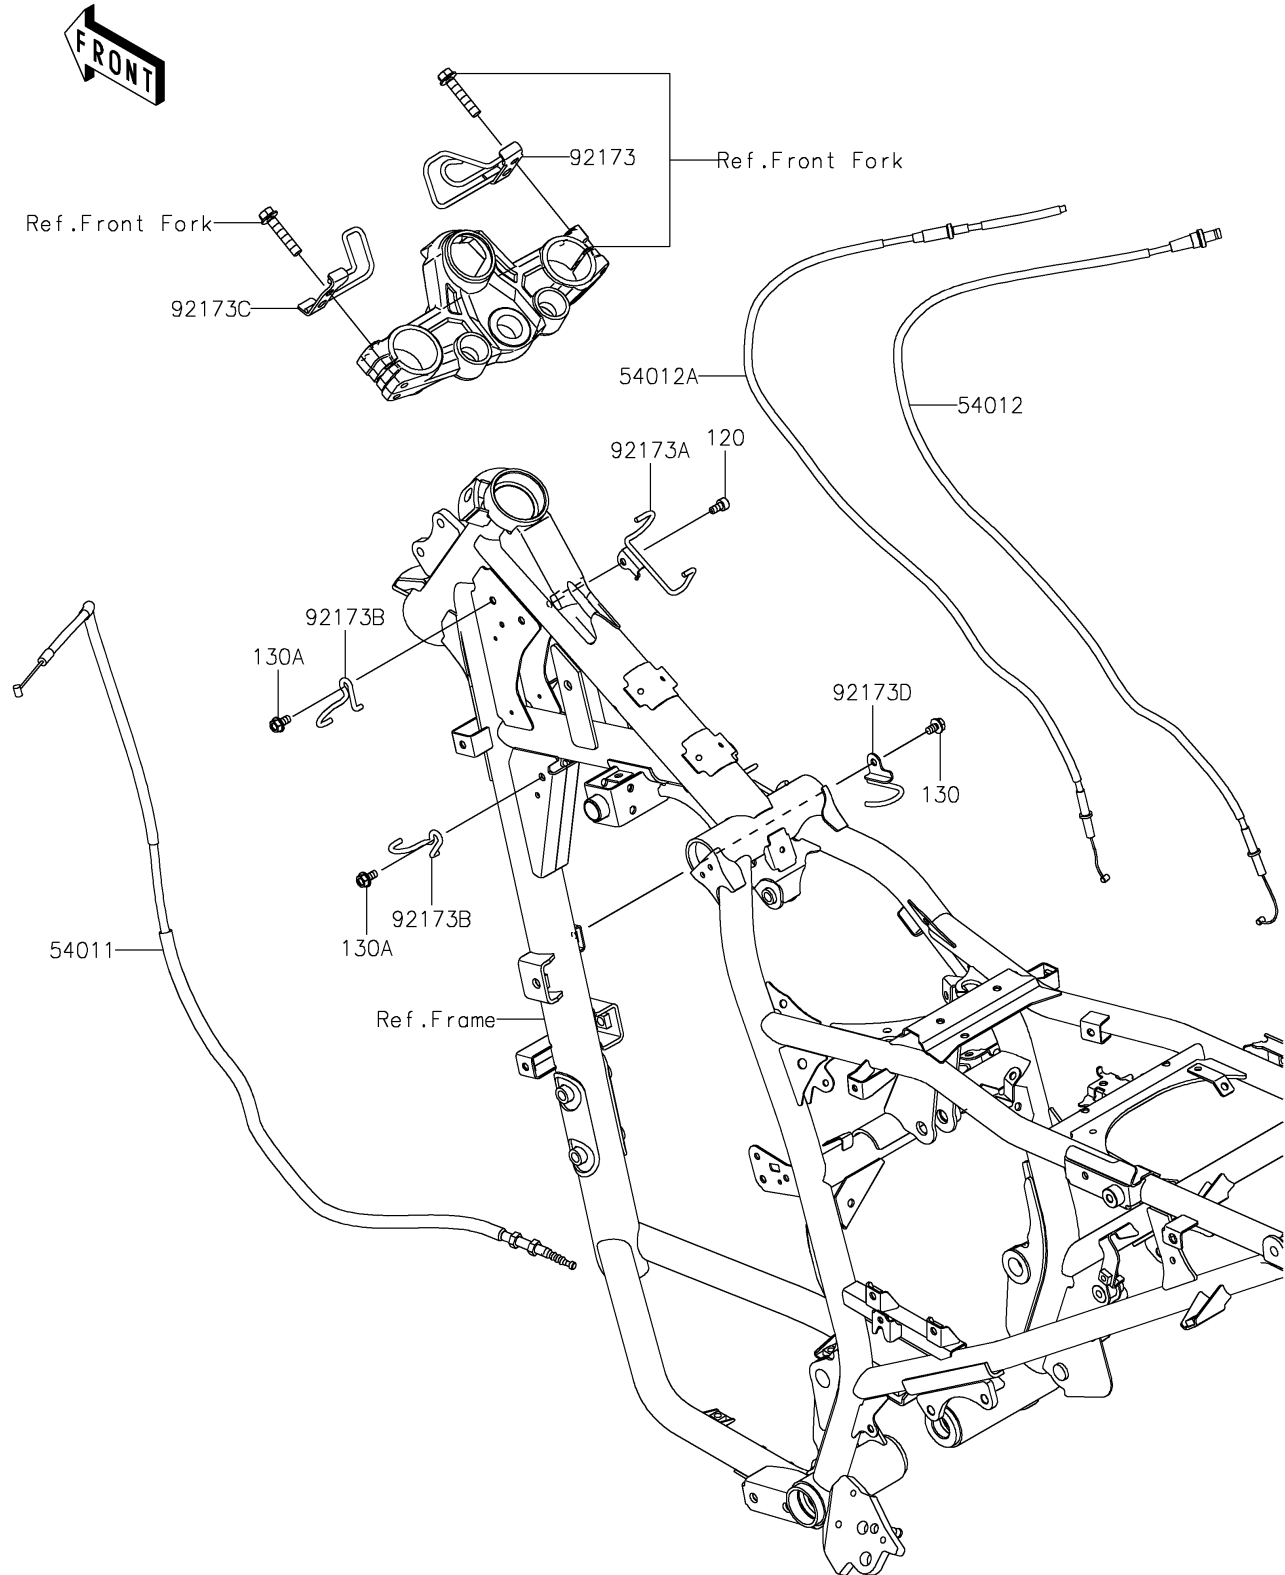 FRONT
92173
Ref.Front Fork
Ref.Front Fork
92173C
54012A
54012
92173A
120
92173B
130A
92173D
130
92173B
130A
54011
Ref.Frame